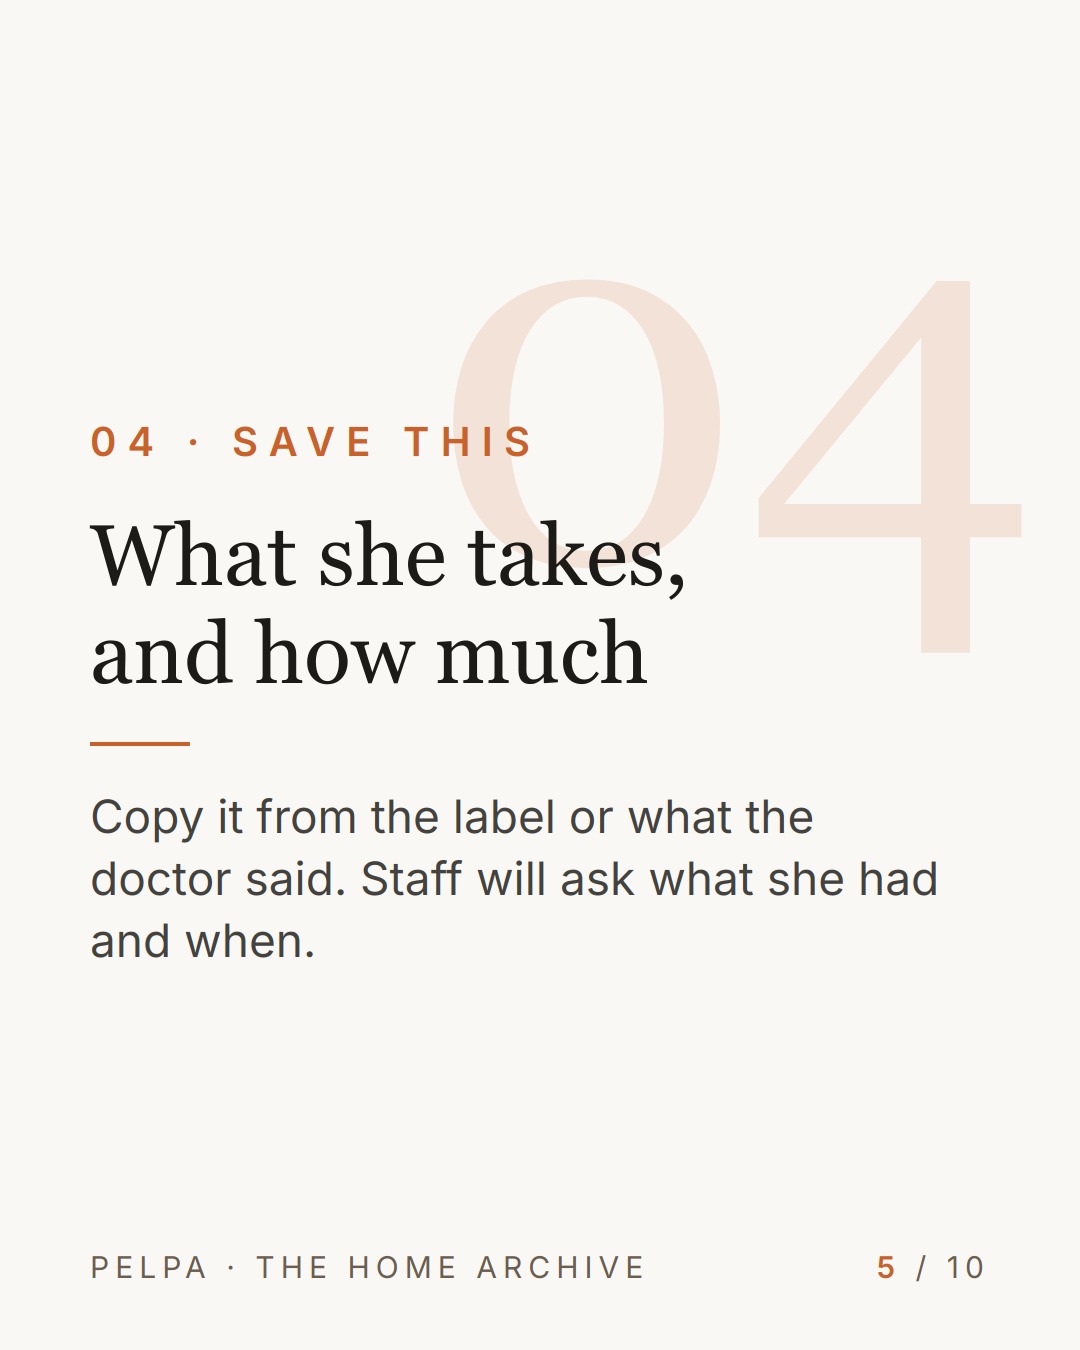 04
04 · SAVE THIS
What she takes,
and how much
Copy it from the label or what the
doctor said. Staff will ask what she had
and when.
PELPA · THE HOME ARCHIVE
5 / 10